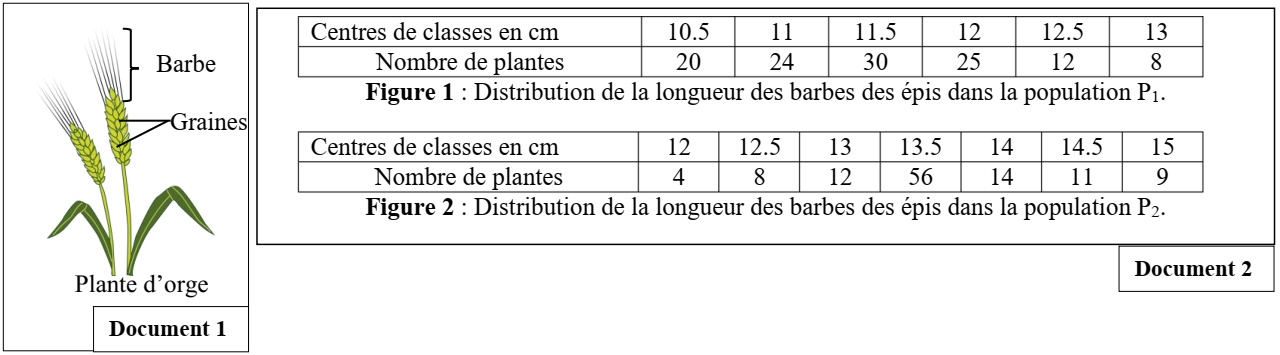 Barbe
Graines
Plante d’orge
Document 1
Centres de classes en cm 10.5 11 11.5 12 12.5 13
Nombre de plantes 20 24 30 25 12 8
Figure 1 : Distribution de la longueur des barbes des épis dans la population P₁.
Centres de classes en cm 12 12.5 13 13.5 14 14.5 15
Nombre de plantes 4 8 12 56 14 11 9
Figure 2 : Distribution de la longueur des barbes des épis dans la population P₂.
Document 2